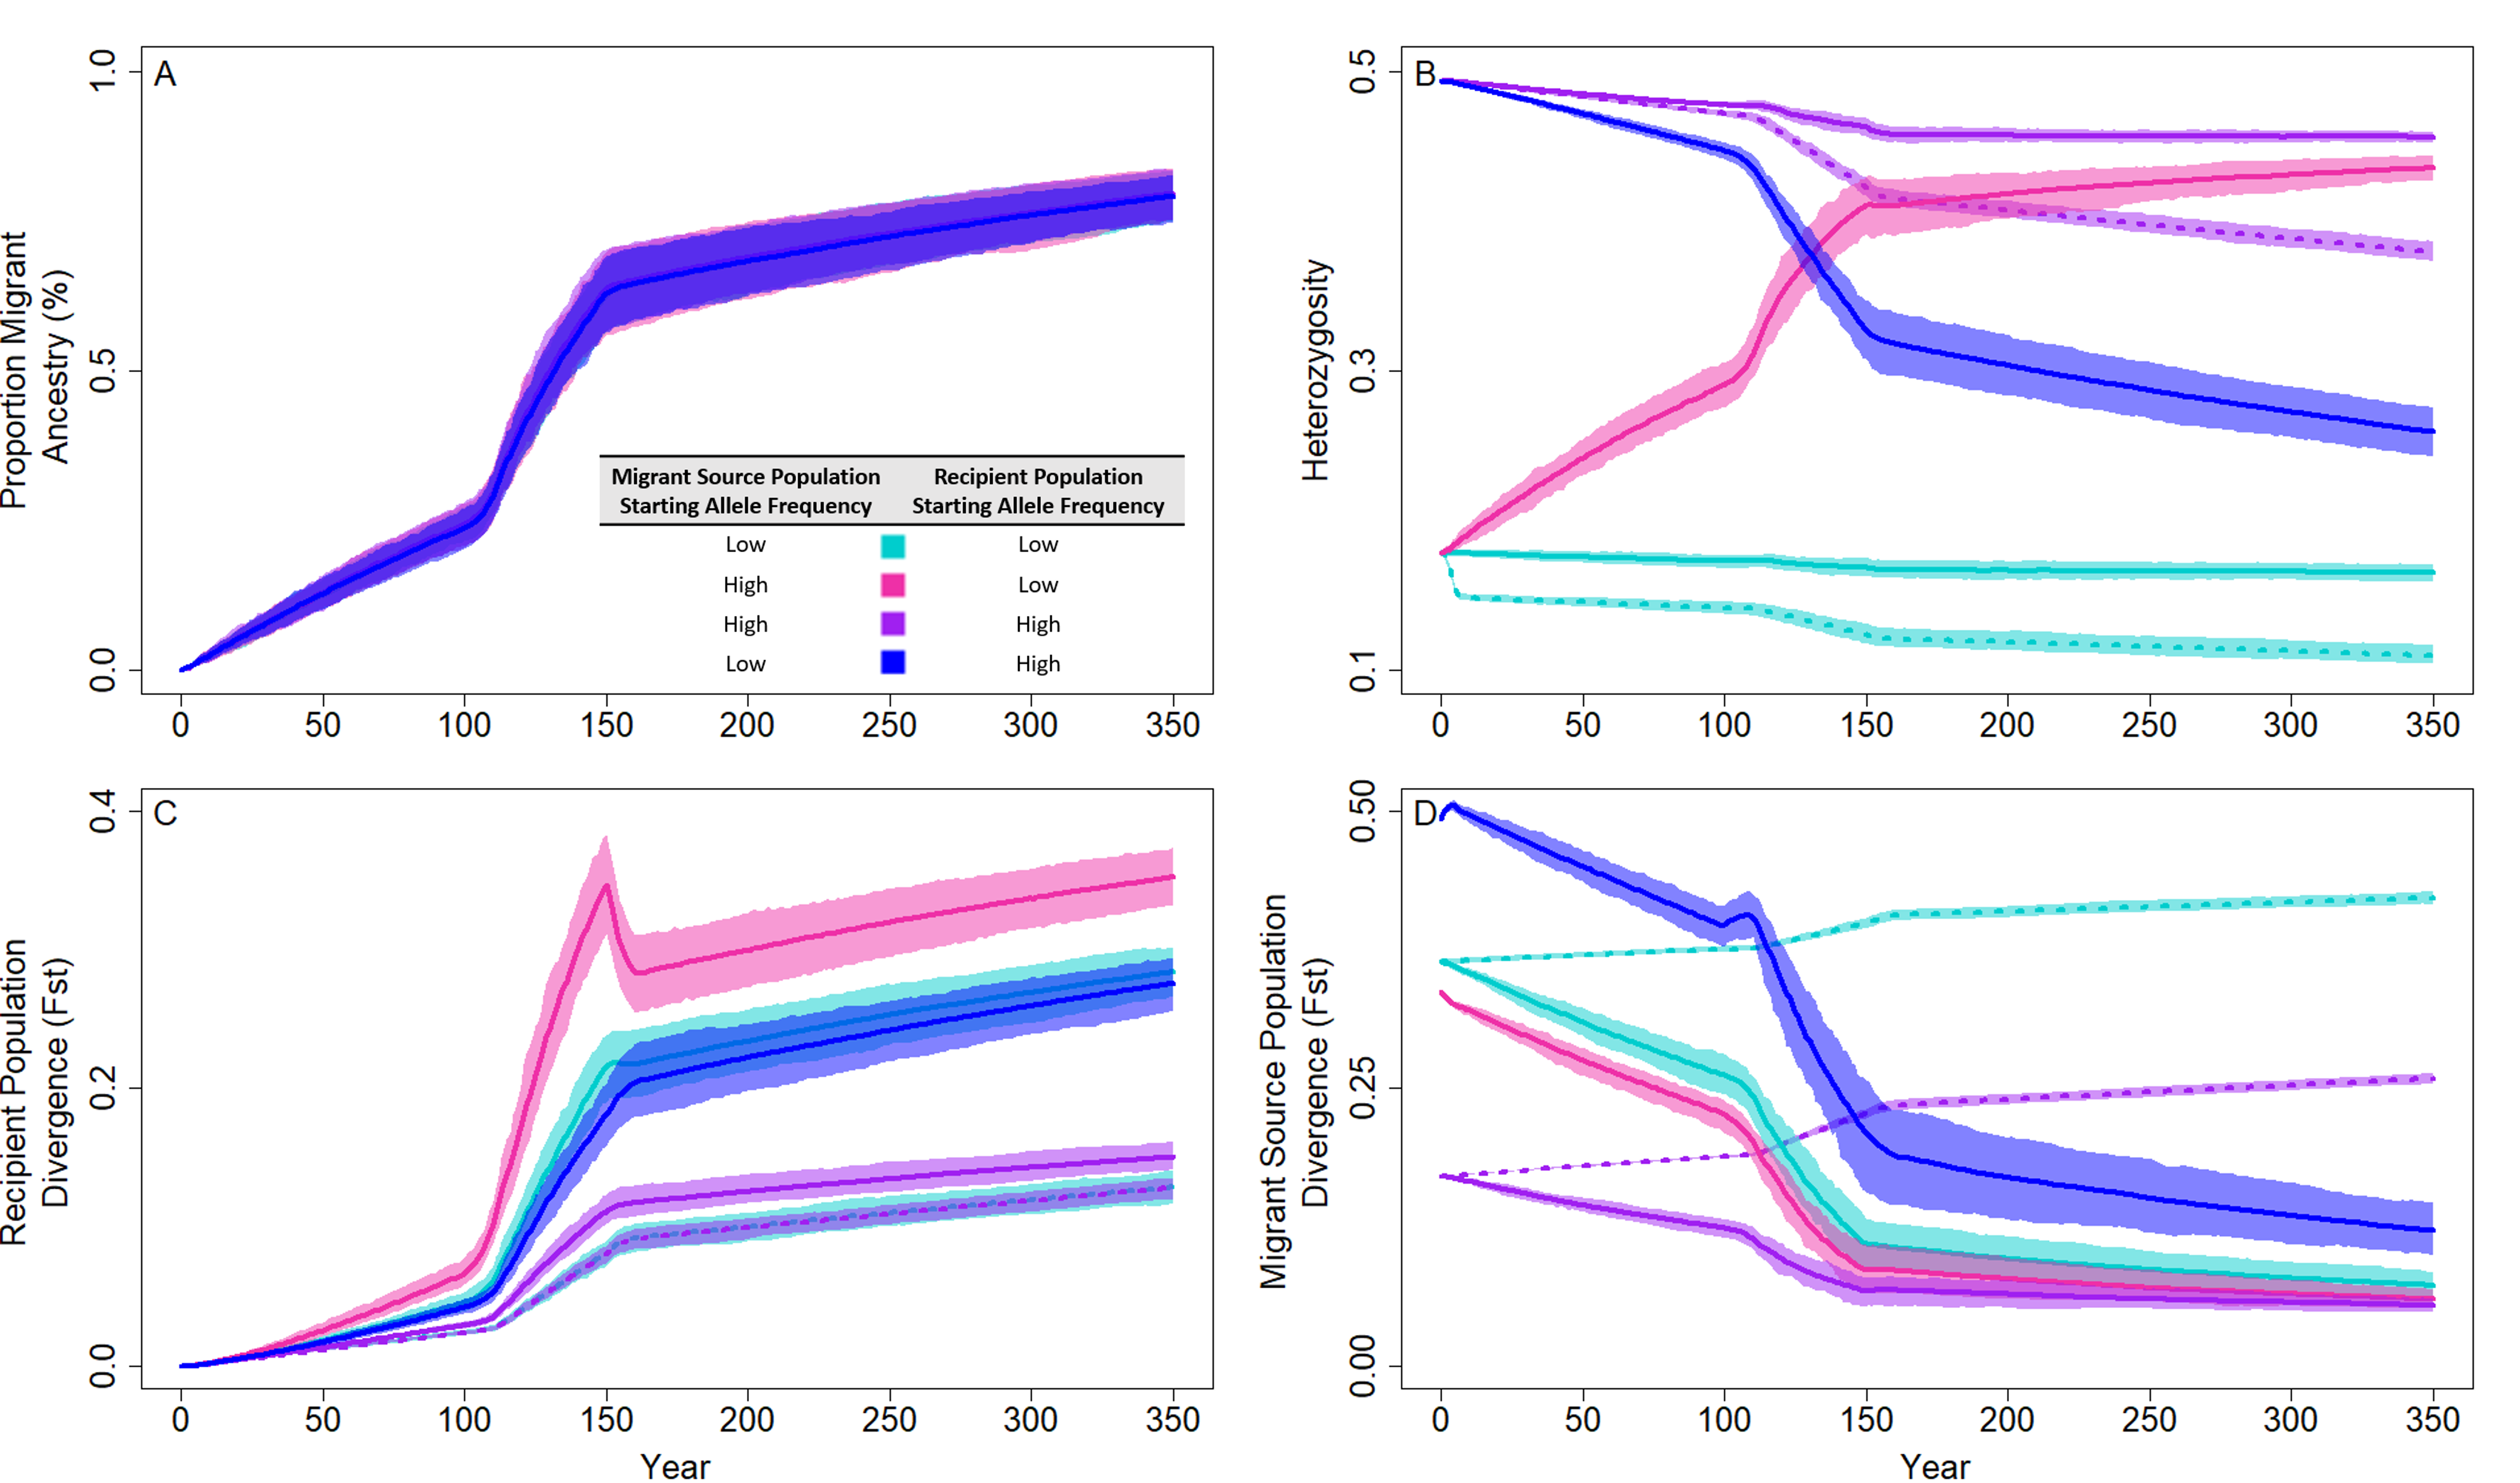 A
1.0
0.5
0.0
Proportion Migrant
Ancestry (%)
0 50 100 150 200 250 300 350
Migrant Source Population Recipient Population
Starting Allele Frequency Starting Allele Frequency
Low Low
High Low
High High
Low High
B
0.5
0.3
0.1
Heterozygosity
0 50 100 150 200 250 300 350
C
0.4
0.2
0.0
Recipient Population
Divergence (Fst)
0 50 100 150 200 250 300 350
Year
D
0.50
0.25
0.00
Migrant Source Population
Divergence (Fst)
0 50 100 150 200 250 300 350
Year